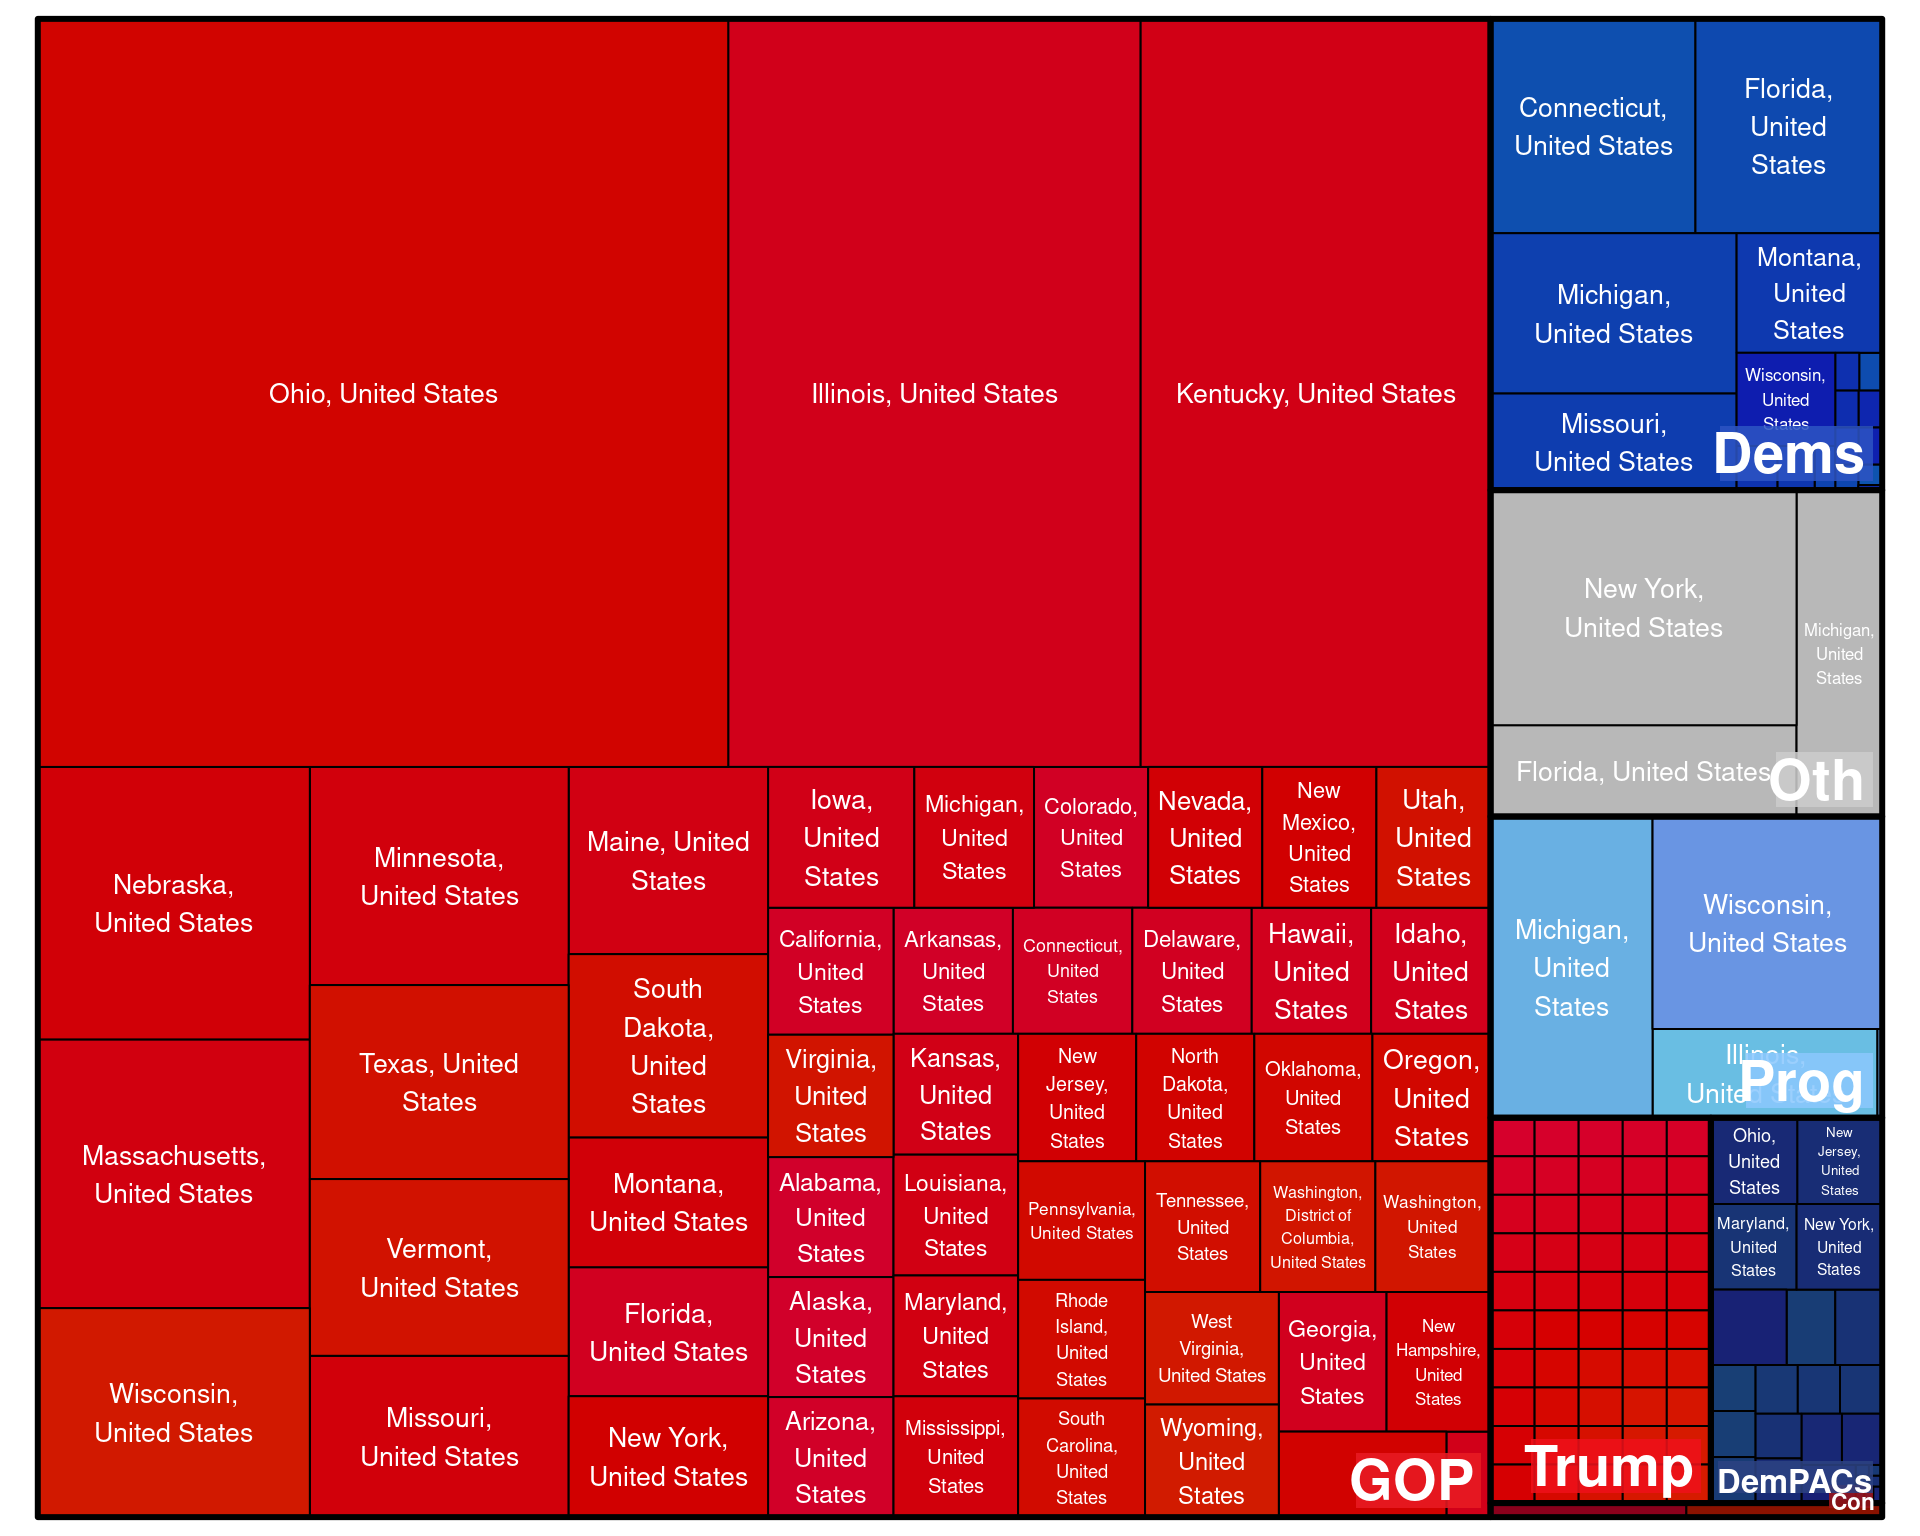 Ohio, United States
Illinois, United States
Kentucky, United States
Nebraska,
United States
Massachusetts,
United States
Wisconsin,
United States
Minnesota,
United States
Texas, United
States
Vermont,
United States
Missouri,
United States
Maine, United
States
South
Dakota,
United
States
Montana,
United States
Florida,
United States
New York,
United States
Iowa,
United
States
Michigan,
United
States
Colorado,
United
States
Nevada,
United
States
New
Mexico,
United
States
Utah,
United
States
California,
United
States
Arkansas,
United
States
Connecticut,
United
States
Delaware,
United
States
Hawaii,
United
States
Idaho,
United
States
Virginia,
United
States
Kansas,
United
States
New
Jersey,
United
States
North
Dakota,
United
States
Oklahoma,
United
States
Oregon,
United
States
Alabama,
United
States
Louisiana,
United
States
Pennsylvania,
United States
Tennessee,
United
States
Washington,
District of
Columbia,
United States
Washington,
United
States
Alaska,
United
States
Maryland,
United
States
Rhode
Island,
United
States
West
Virginia,
United States
Georgia,
United
States
New
Hampshire,
United
States
Arizona,
United
States
Mississippi,
United
States
South
Carolina,
United
States
Wyoming,
United
States
GOP
Connecticut,
United States
Florida,
United
States
Michigan,
United States
Montana,
United
States
Wisconsin,
United
States
Missouri,
United States
Dems
New York,
United States
Michigan,
United
States
Florida, United States
Oth
Michigan,
United
States
Wisconsin,
United States
Illinois,
United States
Prog
Trump
Ohio,
United
States
New
Jersey,
United
States
Maryland,
United
States
New York,
United
States
DemPACs
Con